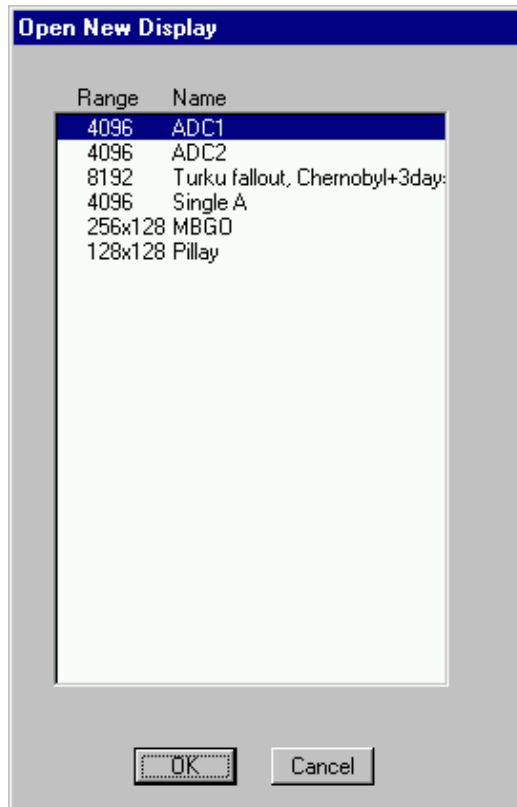 Open New Display
Range Name
4096 ADC1
4096 ADC2
8192 Turku fallout, Chernobyl+3day
4096 Single A
256x128 MBGO
128x128 Pillay
OK Cancel